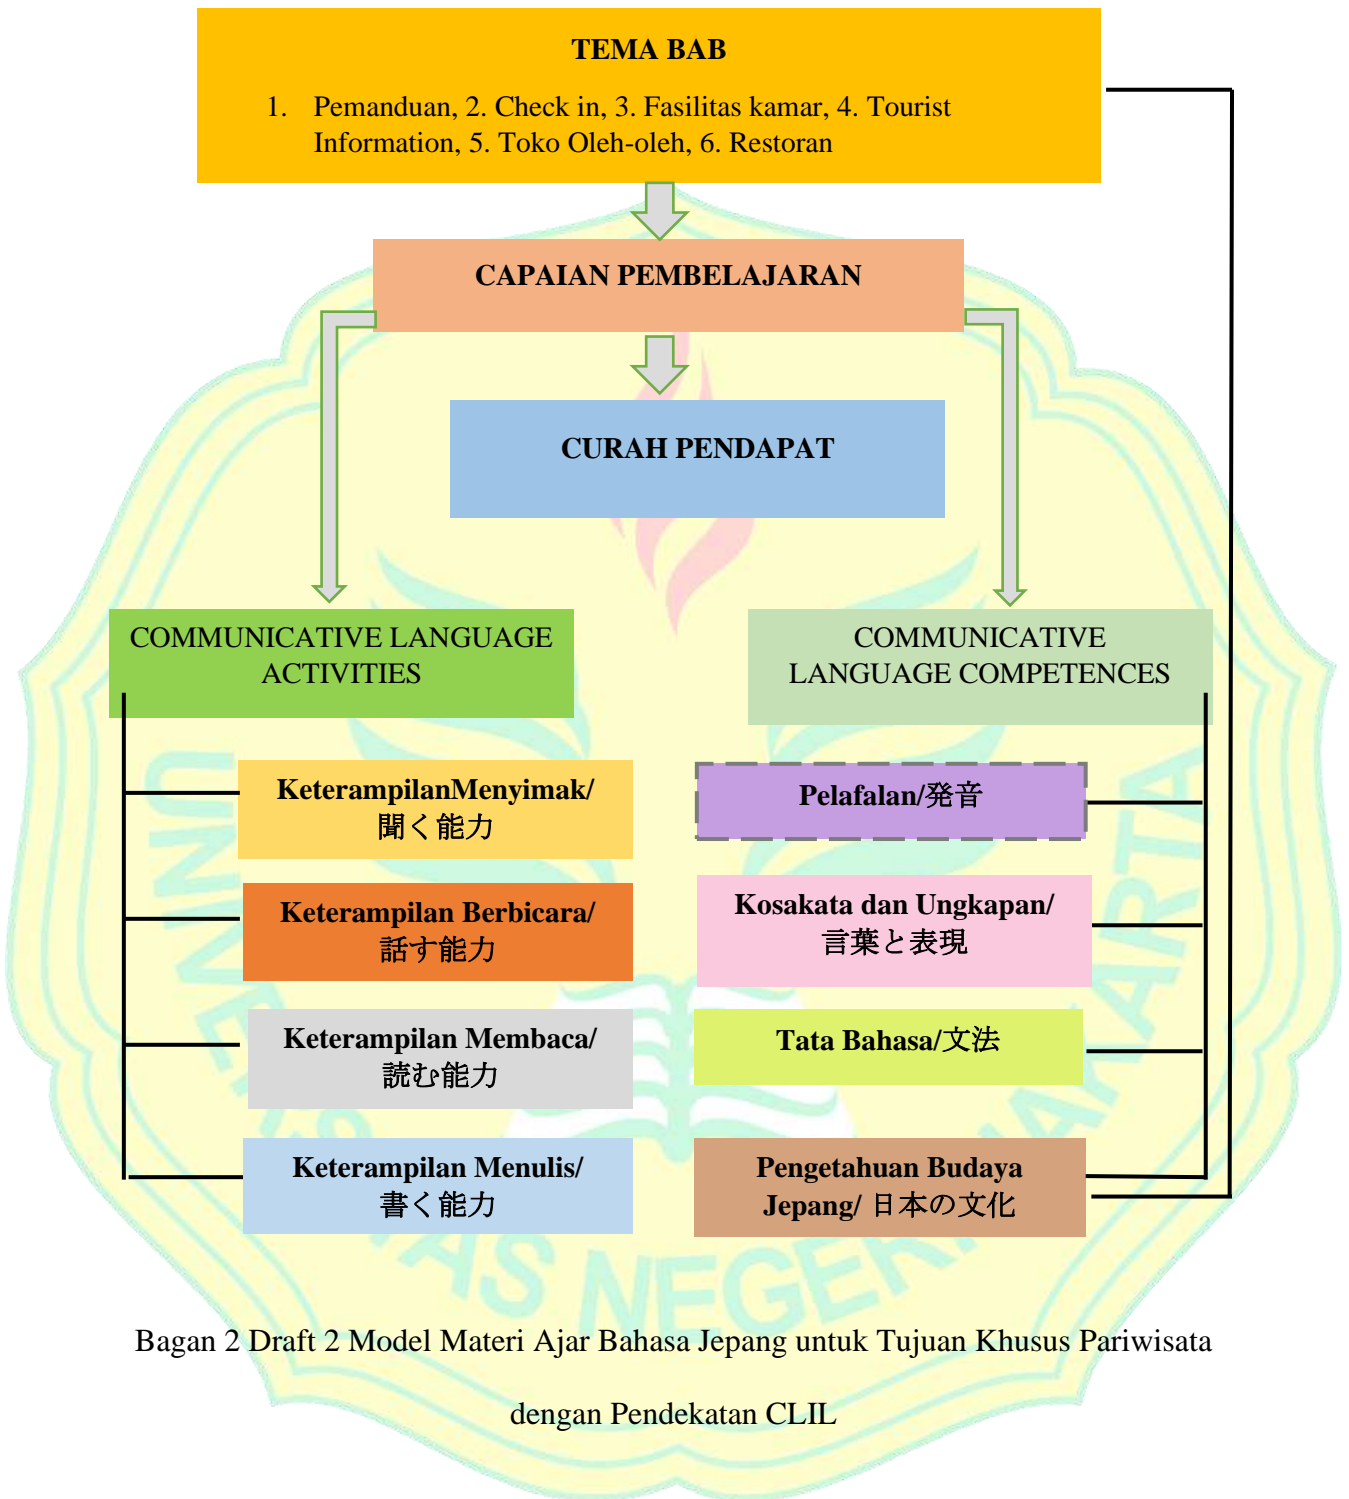 TEMA BAB
1. Pemanduan, 2. Check in, 3. Fasilitas kamar, 4. Tourist
Information, 5. Toko Oleh-oleh, 6. Restoran
CAPAIAN PEMBELAJARAN
CURAH PENDAPAT
COMMUNICATIVE LANGUAGE
ACTIVITIES
KeterampilanMenyimak/
聞く能力
Keterampilan Berbicara/
話す能力
Keterampilan Membaca/
読む能力
Keterampilan Menulis/
書く能力
COMMUNICATIVE
LANGUAGE COMPETENCES
Pelafalan/発音
Kosakata dan Ungkapan/
言葉と表現
Tata Bahasa/文法
Pengetahuan Budaya
Jepang/ 日本の文化
UNIVERSITAS NEGERI JAKARTA
Bagan 2 Draft 2 Model Materi Ajar Bahasa Jepang untuk Tujuan Khusus Pariwisata
dengan Pendekatan CLIL